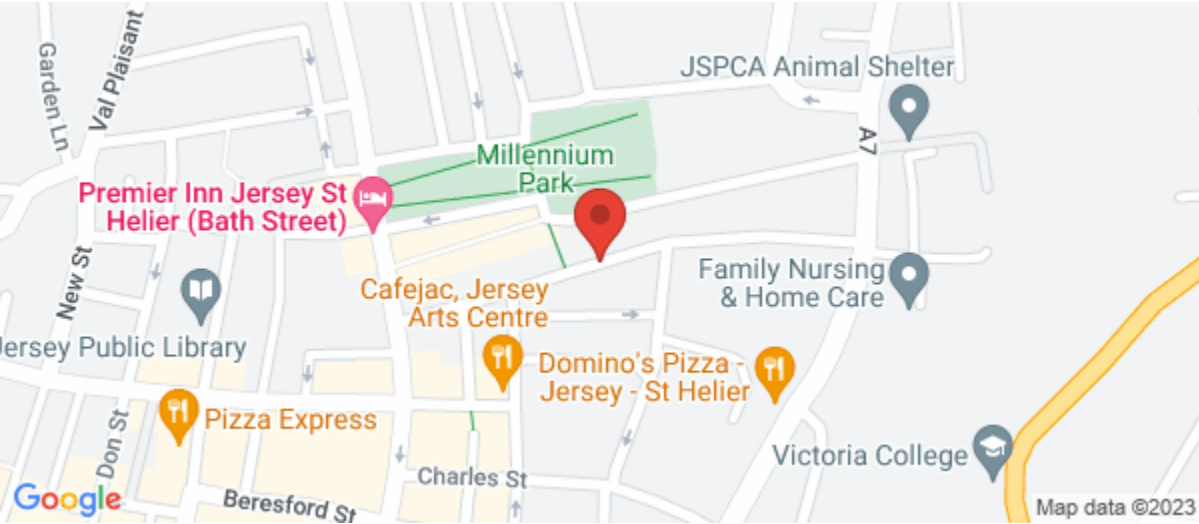 Garden Ln
Val Plaisant
JSPCA Animal Shelter
A7
Millennium
Park
Premier Inn Jersey St
Helier (Bath Street)
New St
Family Nursing
& Home Care
Cafejac, Jersey
Arts Centre
Jersey Public Library
Domino's Pizza -
Jersey - St Helier
Pizza Express
Don St
Victoria College
Charles St
Beresford St
Google
Map data ©2023